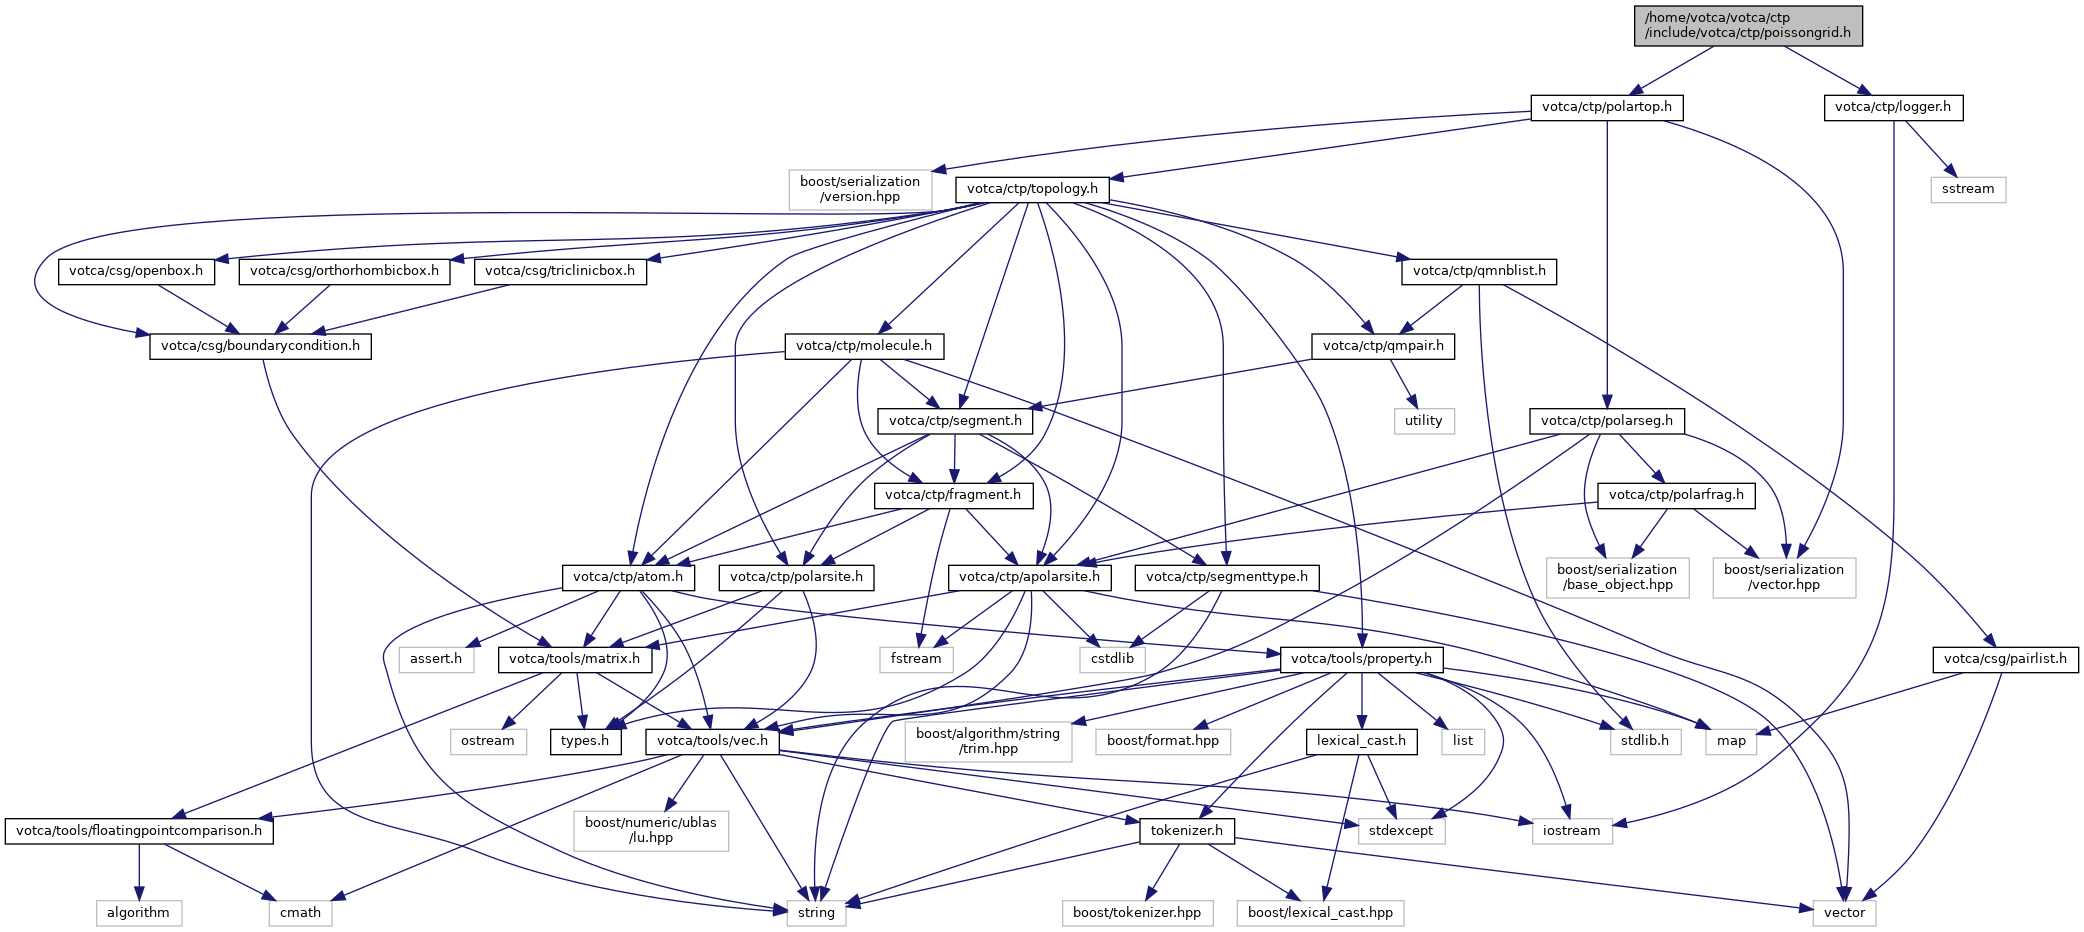 /home/votca/votca/ctp
/include/votca/ctp/poissongrid.h
votca/ctp/polartop.h
votca/ctp/logger.h
boost/serialization
/version.hpp
votca/ctp/topology.h
sstream
votca/csg/openbox.h
votca/csg/orthorhombicbox.h
votca/csg/triclinicbox.h
votca/ctp/qmnblist.h
votca/csg/boundarycondition.h
votca/ctp/molecule.h
votca/ctp/qmpair.h
votca/ctp/segment.h
utility
votca/ctp/polarseg.h
votca/ctp/fragment.h
votca/ctp/polarfrag.h
votca/ctp/atom.h
votca/ctp/polarsite.h
votca/ctp/apolarsite.h
votca/ctp/segmenttype.h
boost/serialization
/base_object.hpp
boost/serialization
/vector.hpp
assert.h
votca/tools/matrix.h
fstream
cstdlib
votca/tools/property.h
votca/csg/pairlist.h
ostream
types.h
votca/tools/vec.h
boost/algorithm/string
/trim.hpp
boost/format.hpp
lexical_cast.h
list
stdlib.h
map
votca/tools/floatingpointcomparison.h
boost/numeric/ublas
/lu.hpp
tokenizer.h
stdexcept
iostream
algorithm
cmath
string
boost/tokenizer.hpp
boost/lexical_cast.hpp
vector